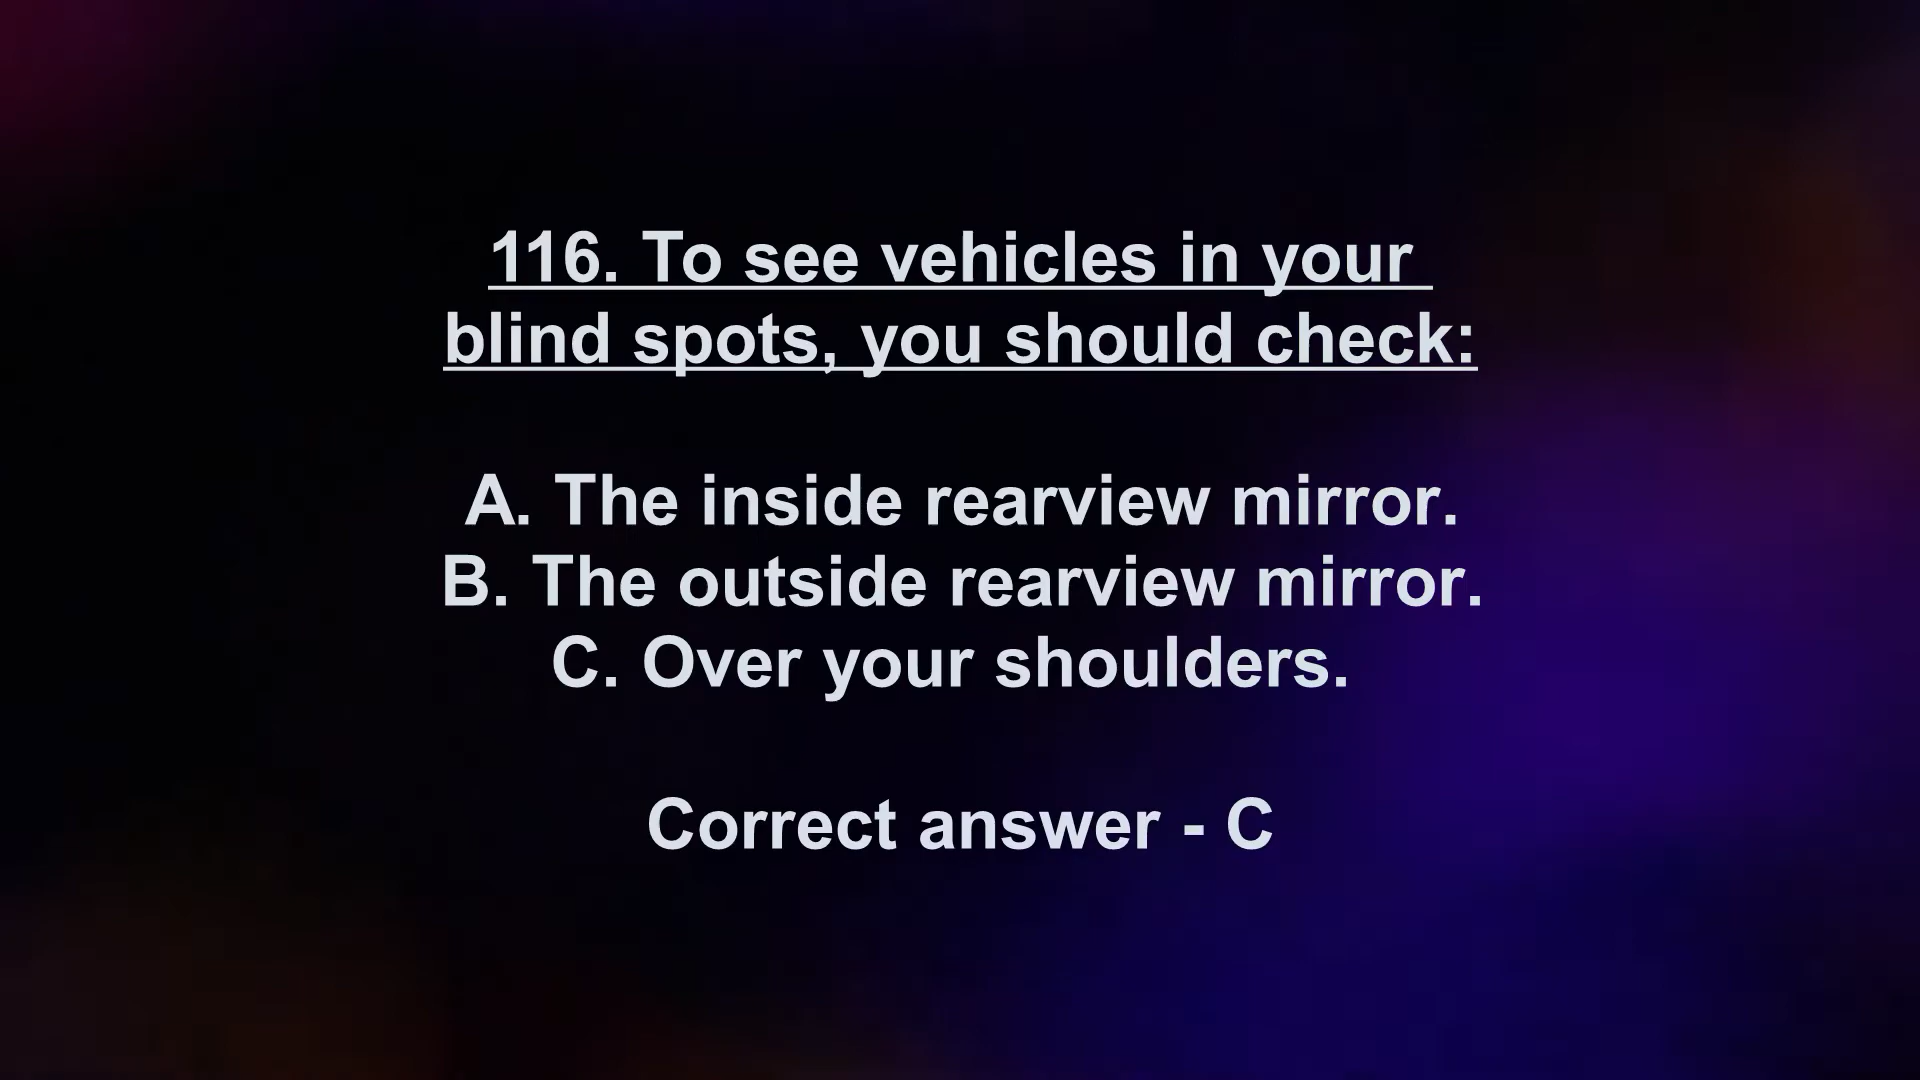 116. To see vehicles in your
blind spots, you should check:
A. The inside rearview mirror.
B. The outside rearview mirror.
C. Over your shoulders.
Correct answer - C